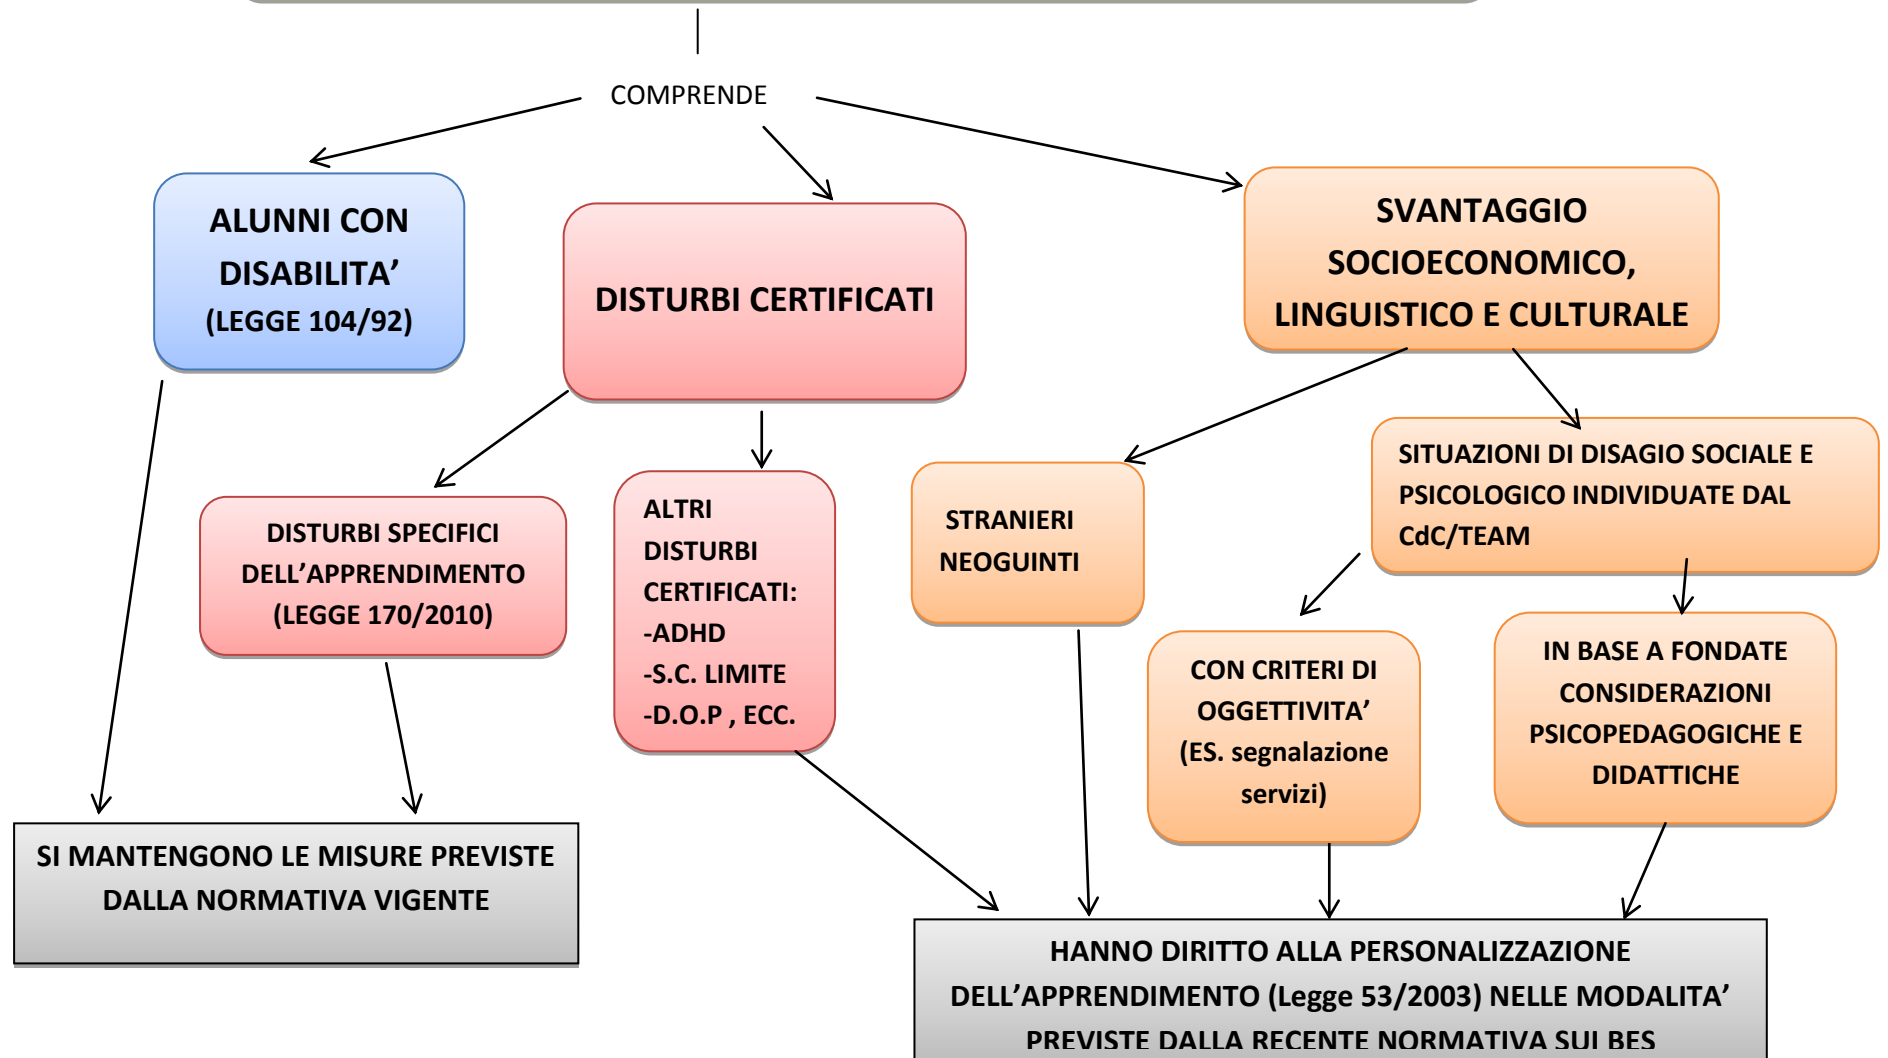 COMPRENDE
ALUNNI CON
DISABILITA’
(LEGGE 104/92)
DISTURBI CERTIFICATI
SVANTAGGIO
SOCIOECONOMICO,
LINGUISTICO E CULTURALE
DISTURBI SPECIFICI
DELL’APPRENDIMENTO
(LEGGE 170/2010)
ALTRI
DISTURBI
CERTIFICATI:
-ADHD
-S.C. LIMITE
-D.O.P , ECC.
STRANIERI
NEOGUINTI
SITUAZIONI DI DISAGIO SOCIALE E
PSICOLOGICO INDIVIDUATE DAL
CdC/TEAM
CON CRITERI DI
OGGETTIVITA’
(ES. segnalazione
servizi)
IN BASE A FONDATE
CONSIDERAZIONI
PSICOPEDAGOGICHE E
DIDATTICHE
SI MANTENGONO LE MISURE PREVISTE
DALLA NORMATIVA VIGENTE
HANNO DIRITTO ALLA PERSONALIZZAZIONE
DELL’APPRENDIMENTO (Legge 53/2003) NELLE MODALITA’
PREVISTE DALLA RECENTE NORMATIVA SUI BES